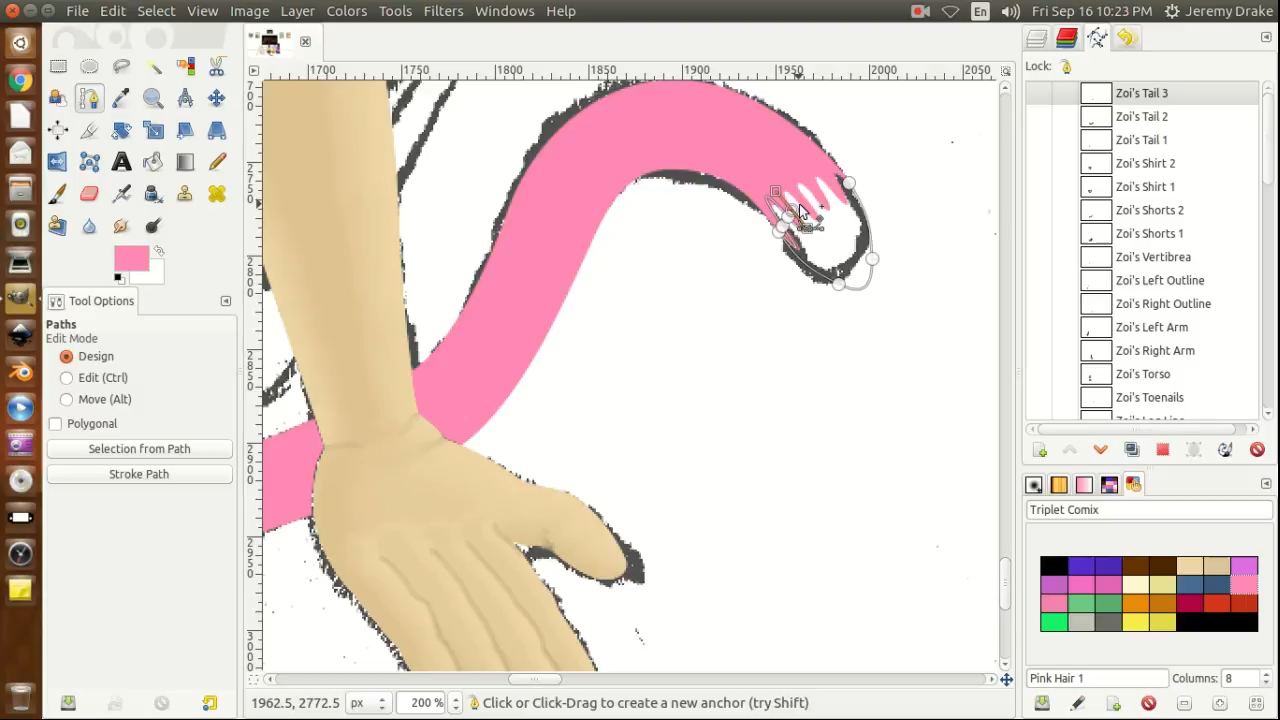 File Edit Select View Image Layer Colors Tools Filters Windows Help
En Fri Sep 16 10:23 PM Jeremy Drake
1700 1750 1800 1850 1900 1950 2000 2050
Lock:
Zoi's Tail 3
Zoi's Tail 2
Zoi's Tail 1
Zoi's Shirt 2
Zoi's Shirt 1
Zoi's Shorts 2
Zoi's Shorts 1
Zoi's Vertibrea
Zoi's Left Outline
Zoi's Right Outline
Zoi's Left Arm
Zoi's Right Arm
Zoi's Torso
Zoi's Toenails
Tool Options
Paths
Edit Mode
Design
Edit (Ctrl)
Move (Alt)
Polygonal
Selection from Path
Stroke Path
Triplet Comix
Pink Hair 1
Columns: 8
1962.5, 2772.5 px 200 % Click or Click-Drag to create a new anchor (try Shift)